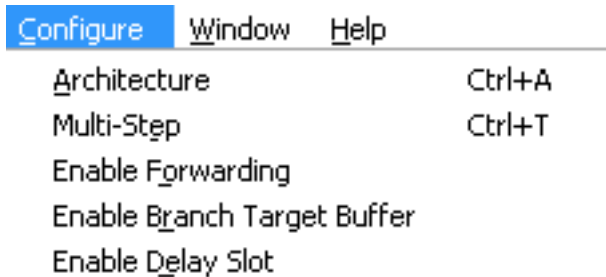 Configure Window Help
Architecture Ctrl+A
Multi-Step Ctrl+T
Enable Forwarding
Enable Branch Target Buffer
Enable Delay Slot